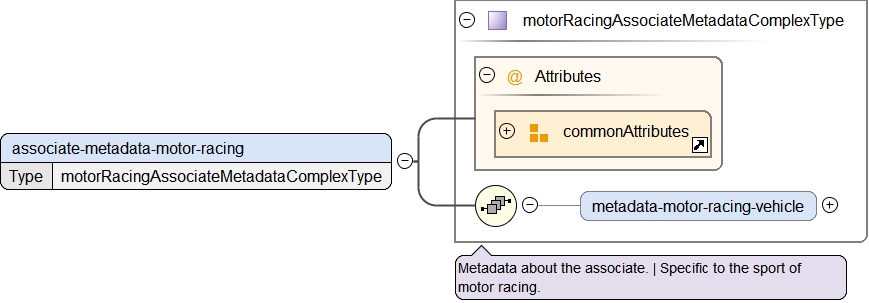 motorRacingAssociateMetadataComplexType
@ Attributes
commonAttributes
associate-metadata-motor-racing
Type motorRacingAssociateMetadataComplexType
metadata-motor-racing-vehicle
Metadata about the associate. | Specific to the sport of
motor racing.